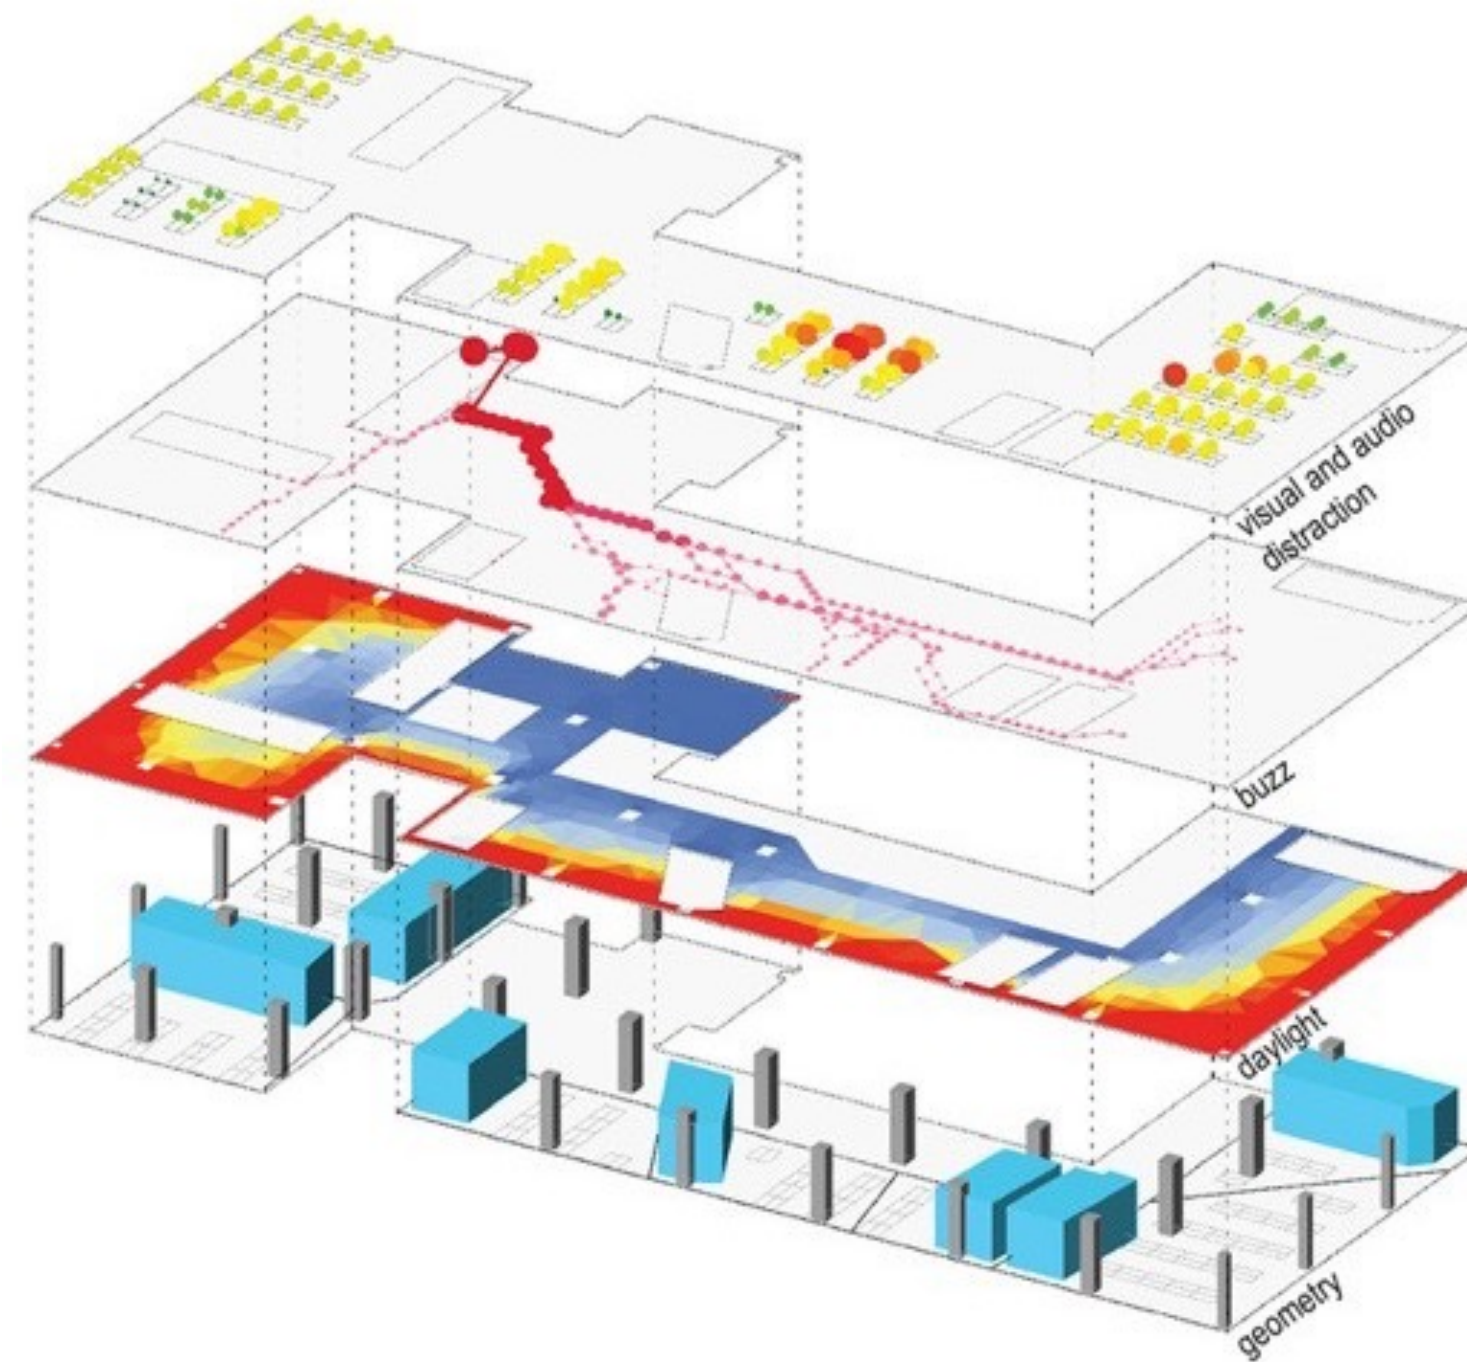 visual and audio
distraction
buzz
daylight
geometry